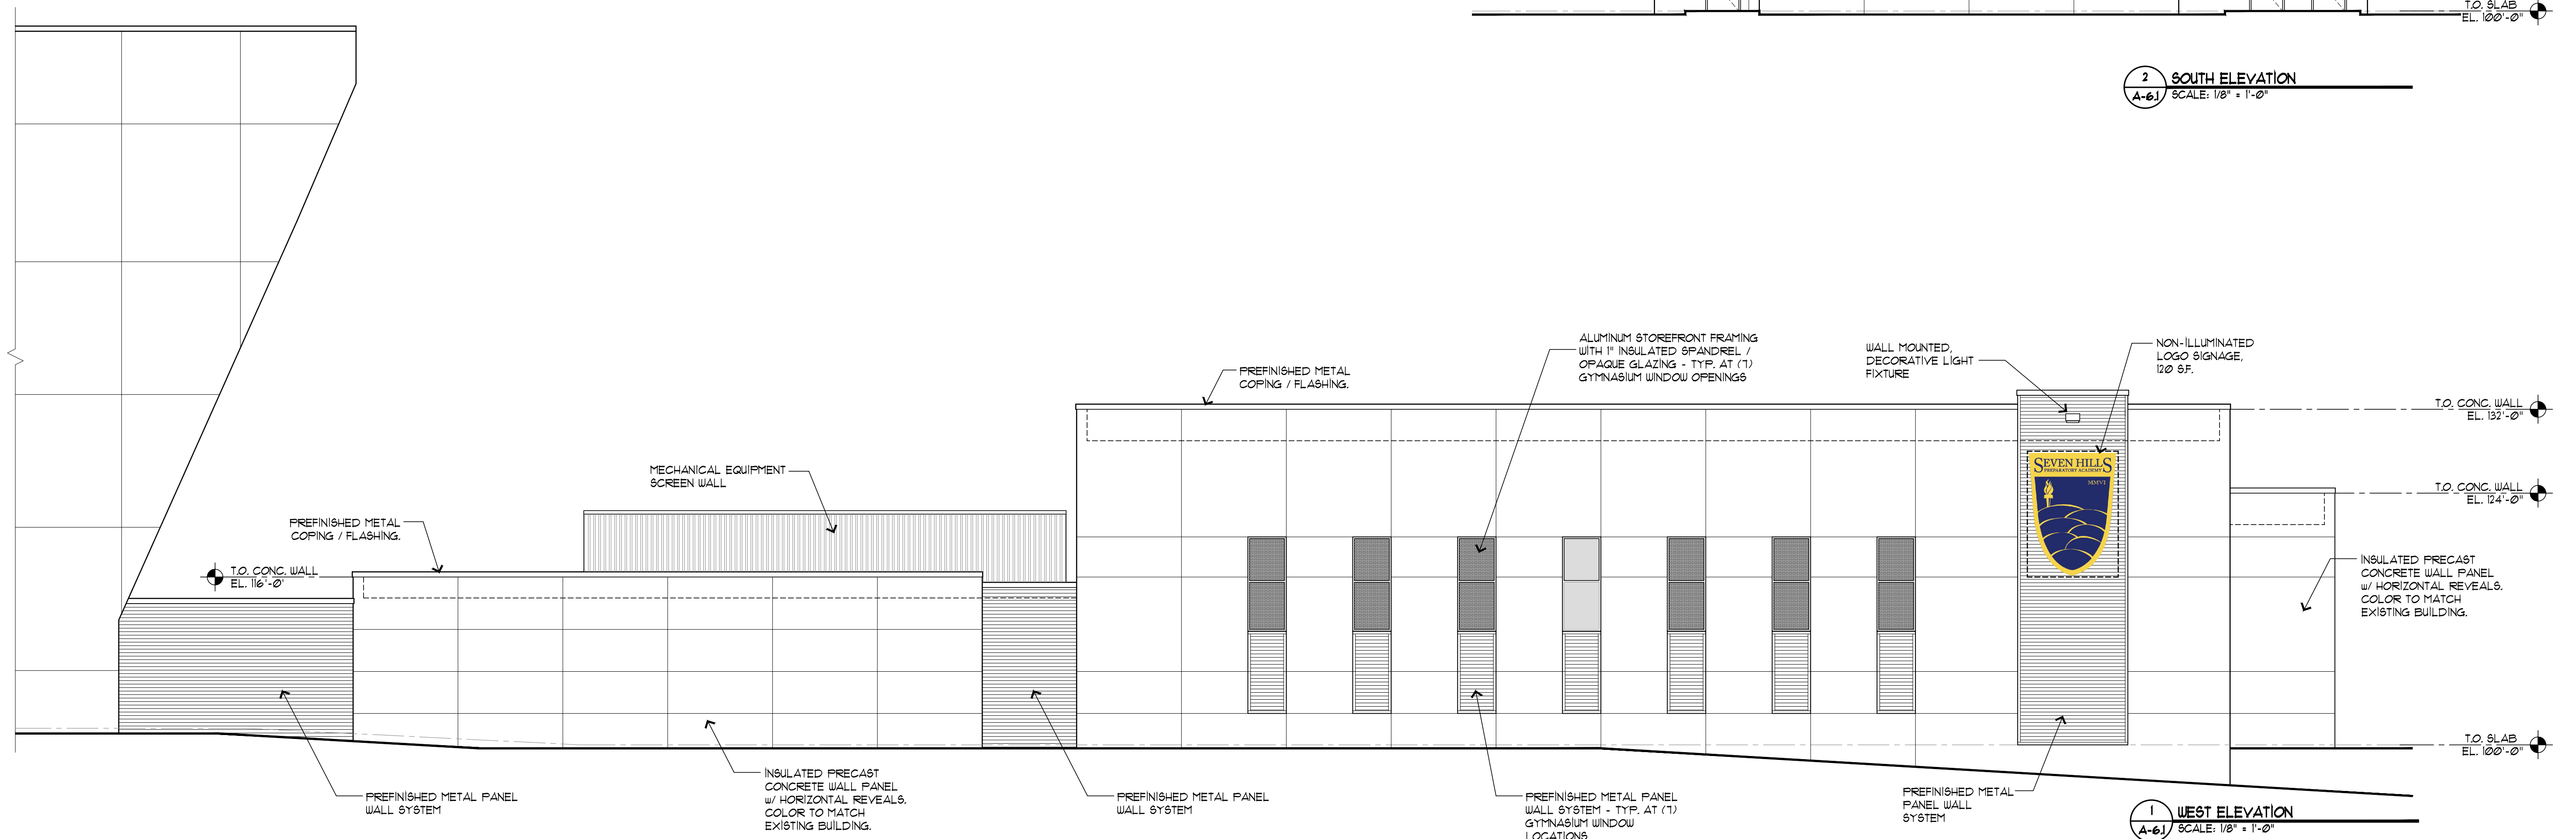 T.O. SLAB
EL. 100'-0"
2
A-6.1
SOUTH ELEVATION
SCALE: 1/8" = 1'-0"
ALUMINUM STOREFRONT FRAMING
WITH 1" INSULATED SPANDREL /
OPAQUE GLAZING - TYP. AT (7)
GYMNASIUM WINDOW OPENINGS
WALL MOUNTED,
DECORATIVE LIGHT
FIXTURE
NON-ILLUMINATED
LOGO SIGNAGE,
120 S.F.
PREFINISHED METAL
COPING / FLASHING.
T.O. CONC. WALL
EL. 132'-0"
MECHANICAL EQUIPMENT
SCREEN WALL
SEVEN HILLS
PREPARATORY ACADEMY
MMVI
T.O. CONC. WALL
EL. 124'-0"
PREFINISHED METAL
COPING / FLASHING.
T.O. CONC. WALL
EL. 116'-0'
INSULATED PRECAST
CONCRETE WALL PANEL
w/ HORIZONTAL REVEALS.
COLOR TO MATCH
EXISTING BUILDING.
T.O. SLAB
EL. 100'-0"
PREFINISHED METAL PANEL
WALL SYSTEM
INSULATED PRECAST
CONCRETE WALL PANEL
w/ HORIZONTAL REVEALS.
COLOR TO MATCH
EXISTING BUILDING.
PREFINISHED METAL PANEL
WALL SYSTEM
PREFINISHED METAL PANEL
WALL SYSTEM - TYP. AT (7)
GYMNASIUM WINDOW
LOCATIONS
PREFINISHED METAL
PANEL WALL
SYSTEM
1
A-6.1
WEST ELEVATION
SCALE: 1/8" = 1'-0"